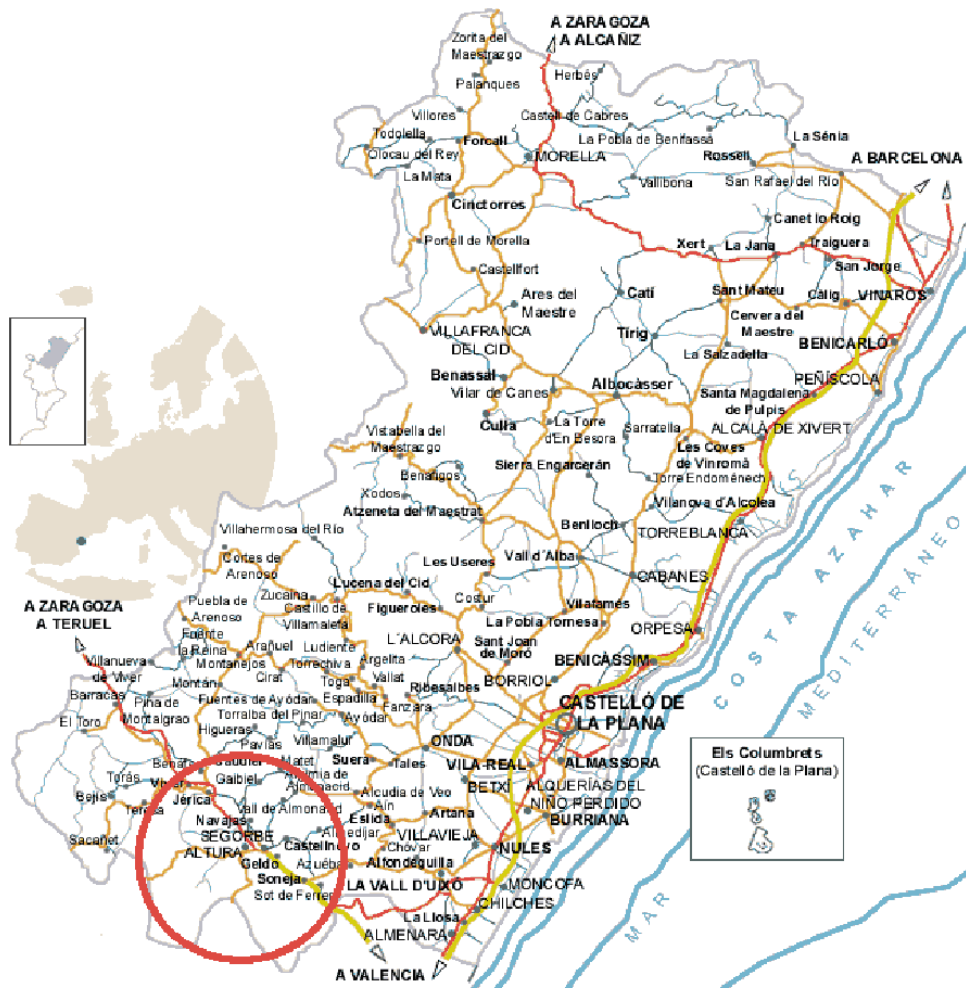 A ZARAGOZA
A ALCAÑIZ
Zorita del
Maestrazgo
Palanques
Herbés
Villores
Castell de Cabres
Todolella
Forcall
La Pobla de Benifassà
La Sénia
Olocau del Rey
MORELLA
Rossell
A BARCELONA
La Mata
Vallibona
San Rafael del Río
Cinctorres
Canet lo Roig
Portell de Morella
Xert
La Jana
Traiguera
San Jorge
Castellfort
Ares del
Maestre
Catí
Sant Mateu
Càlig
VINAROS
Cervera del
Maestre
VILLAFRANCA
DEL CID
Tirig
BENICARLÓ
La Salzadella
Benassal
Albocàsser
PEÑÍSCOLA
Vilar de Canes
Santa Magdalena
de Pulpis
Culla
La Torre
d'En Besora
Sarratella
ALCALÀ DE XIVERT
Vistabella del
Maestrazgo
Les Coves
de Vinromà
Sierra Engarcerán
Benafigos
Torre Endoménech
Xodos
Vilanova d'Alcolea
Atzeneta del Maestrat
Benlloch
TORREBLANCA
Villahermosa del Río
Cortes de
Arenoso
Les Useres
Vall d´Alba
CABANES
Lucena del Cid
Zucaina
Costur
Puebla de
Arenoso
Castillo de
Villamalefa
Figueroles
Vilafamés
La Pobla Tornesa
A ZARAGOZA
A TERUEL
Fuente
la Reina
Arañuel
Ludiente
L´ALCORA
Sant Joan
de Moró
ORPESA
Villanueva
de Viver
Montanejos
Cirat
Torrechiva
Argelita
Vallat
BENICÀSSIM
Barracas
Montán
Toga
Ribesalbes
BORRIOL
Pina de
Montalgrao
Fuentes de Ayódar
Espadilla
Fanzara
CASTELLÓ DE
LA PLANA
El Toro
Torralba del Pinar
Ayódar
Higueras
Pavías
Villamalur
ONDA
Suera
Tales
VILA-REAL
ALMASSORA
Matet
Gaibiel
Torás
Viver
BETXÍ
ALQUERÍAS DEL
NIÑO PERDIDO
Bejís
Teresa
Jérica
Vall de Almonacid
Alcudia de Veo
Aín
Eslida
Artana
BURRIANA
Navajas
VILLAVIEJA
Sacañet
SEGORBE
ALTURA
Castellnovo
Chóvar
NULES
Geldo
Azuébar
Alfondéguilla
Soneja
LA VALL D'UIXÓ
MONCOFA
Sot de Ferrer
CHILCHES
La Llosa
ALMENARA
A VALENCIA
COSTA AZAHAR
MAR MEDITERRÁNEO
Els Columbrets
(Castelló de la Plana)